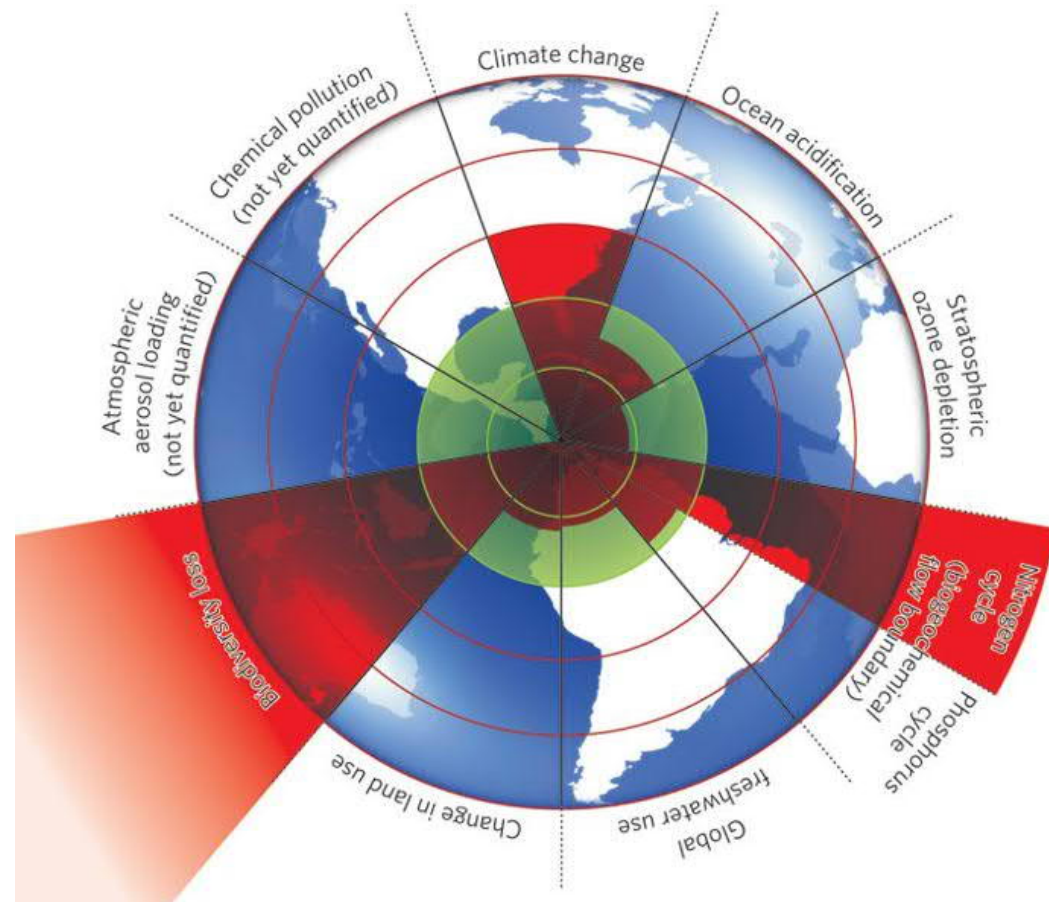 Climate change
Ocean acidification
Stratospheric
ozone depletion
Nitrogen
cycle
(biogeochemical
flow boundary)
Phosphorus
cycle
Global
freshwater use
Change in land use
Biodiversity loss
Atmospheric
aerosol loading
(not yet quantified)
Chemical pollution
(not yet quantified)